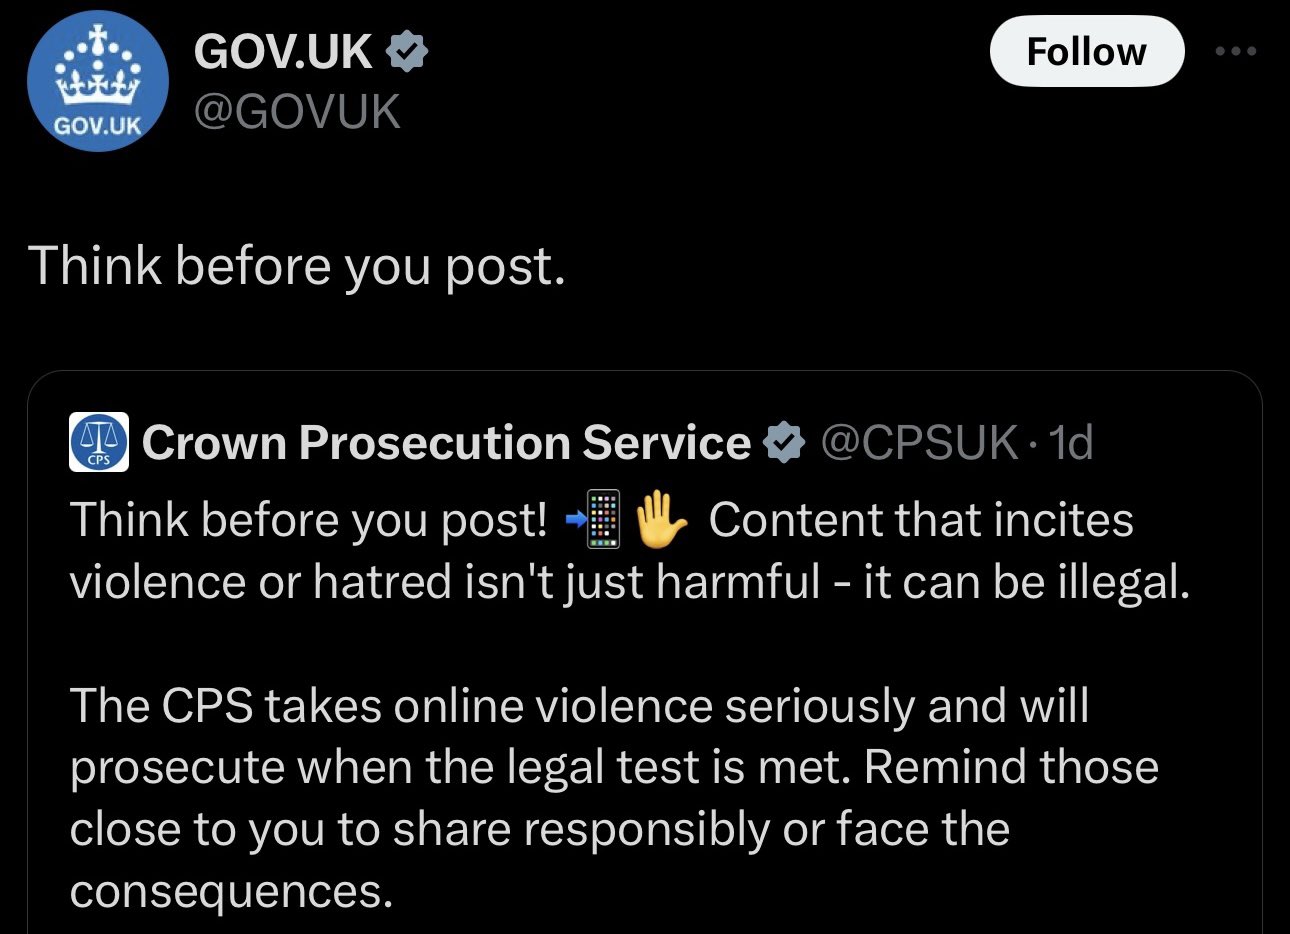 GOV.UK
GOV.UK
Follow
@GOVUK
Think before you post.
CPS
Crown Prosecution Service @CPSUK · 1d
Think before you post! 📲✋ Content that incites
violence or hatred isn't just harmful - it can be illegal.
The CPS takes online violence seriously and will
prosecute when the legal test is met. Remind those
close to you to share responsibly or face the
consequences.